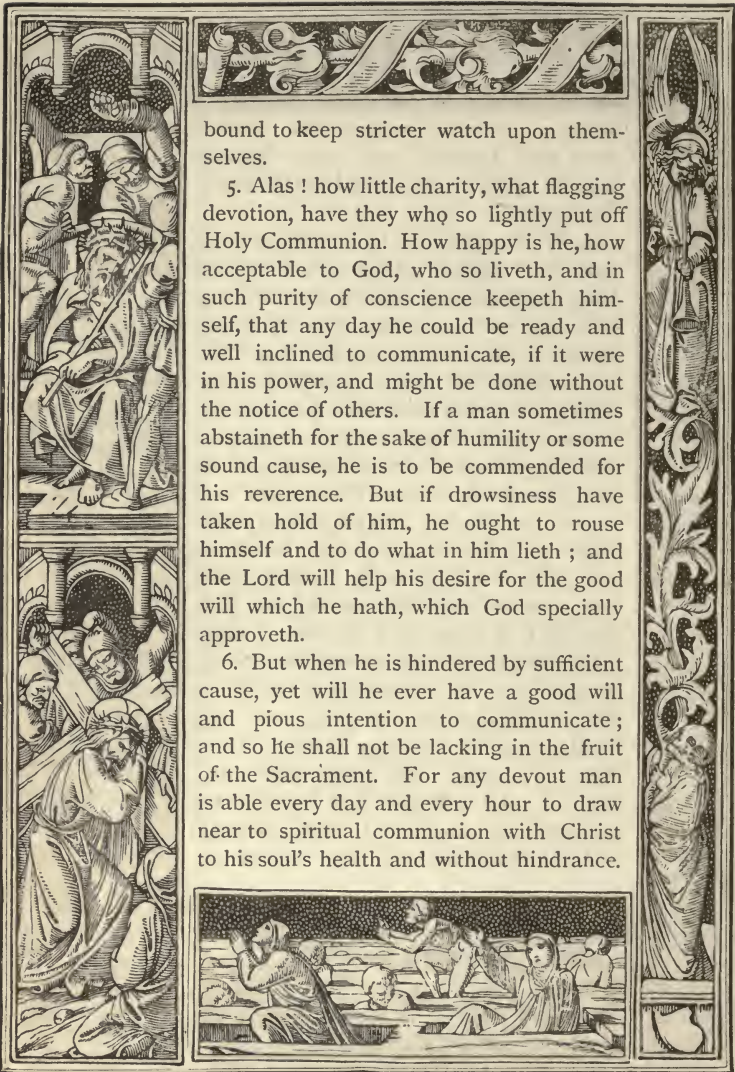 bound to keep stricter watch upon them-
selves.
5. Alas ! how little charity, what flagging
devotion, have they who so lightly put off
Holy Communion. How happy is he, how
acceptable to God, who so liveth, and in
such purity of conscience keepeth him-
self, that any day he could be ready and
well inclined to communicate, if it were
in his power, and might be done without
the notice of others. If a man sometimes
abstaineth for the sake of humility or some
sound cause, he is to be commended for
his reverence. But if drowsiness have
taken hold of him, he ought to rouse
himself and to do what in him lieth ; and
the Lord will help his desire for the good
will which he hath, which God specially
approveth.
6. But when he is hindered by sufficient
cause, yet will he ever have a good will
and pious intention to communicate ;
and so he shall not be lacking in the fruit
of the Sacrament. For any devout man
is able every day and every hour to draw
near to spiritual communion with Christ
to his soul's health and without hindrance.